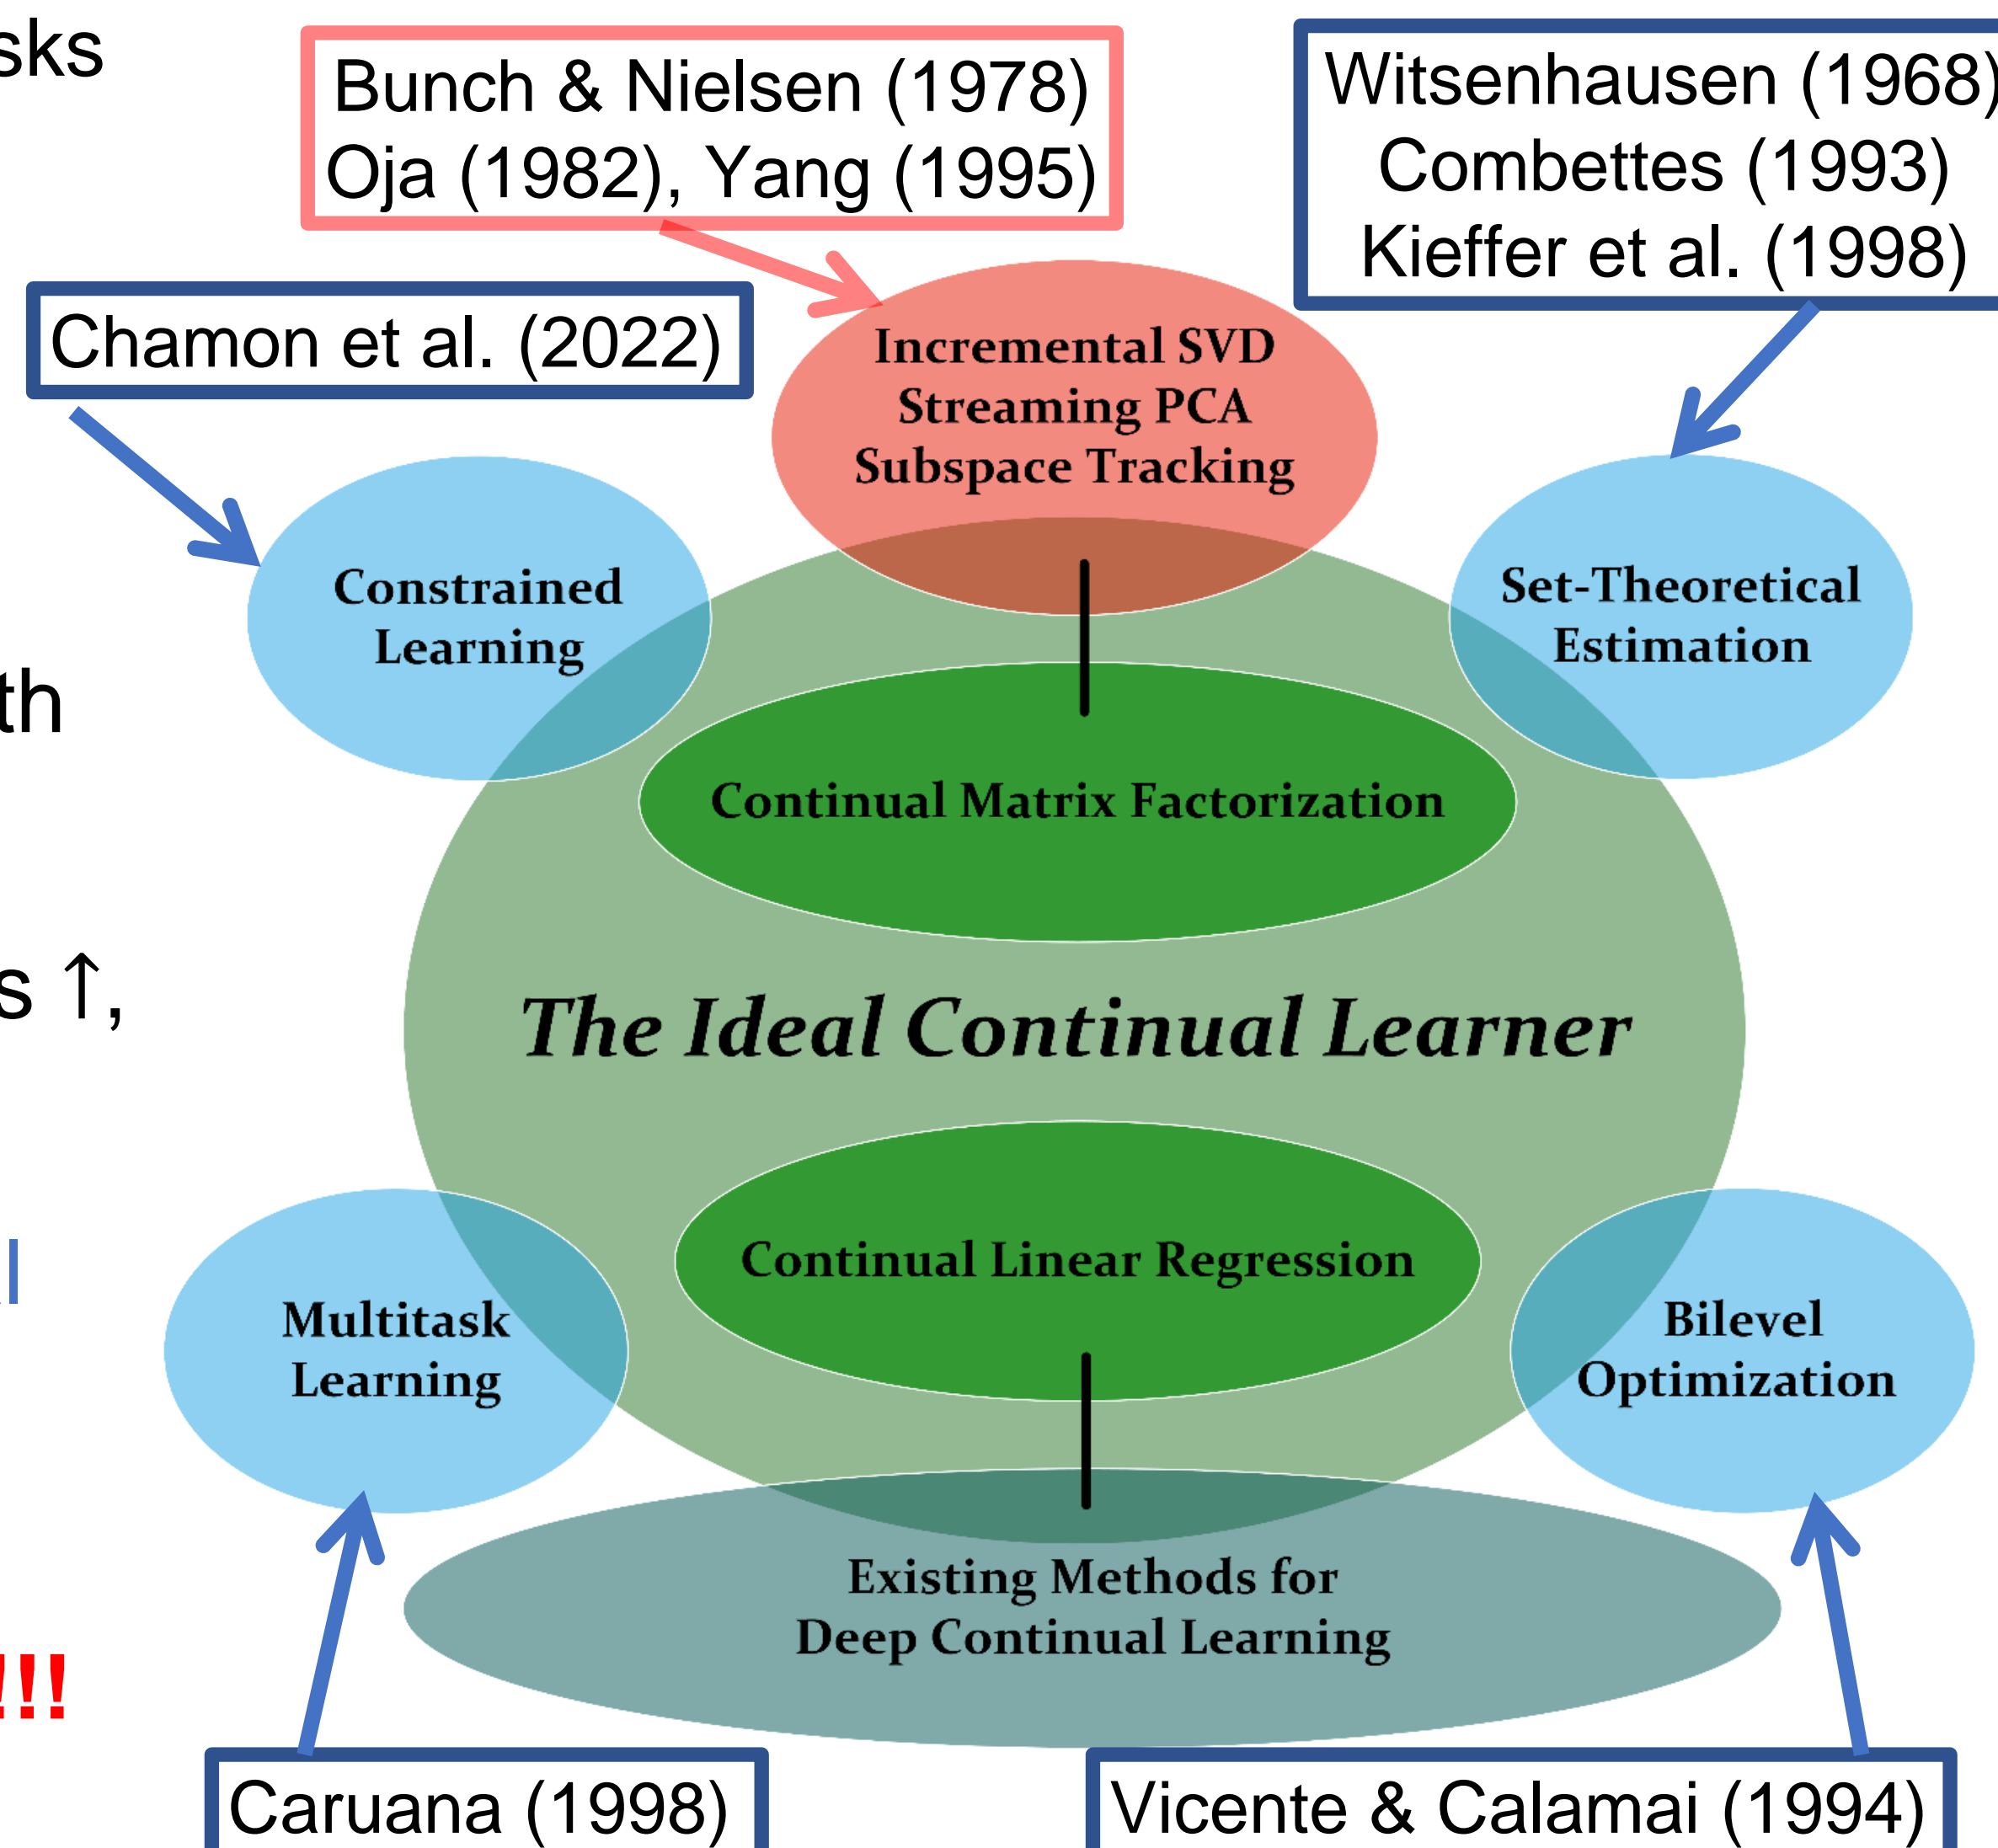 sks
Bunch & Nielsen (1978)
Oja (1982), Yang (1995)
Witsenhausen (1968)
Combettes (1993)
Kieffer et al. (1998)
Chamon et al. (2022)
Incremental SVD
Streaming PCA
Subspace Tracking
Constrained
Learning
Set-Theoretical
Estimation
th
Continual Matrix Factorization
s ↑,
The Ideal Continual Learner
Continual Linear Regression
Multitask
Learning
Bilevel
Optimization
Existing Methods for
Deep Continual Learning
!!!
Caruana (1998)
Vicente & Calamai (1994)